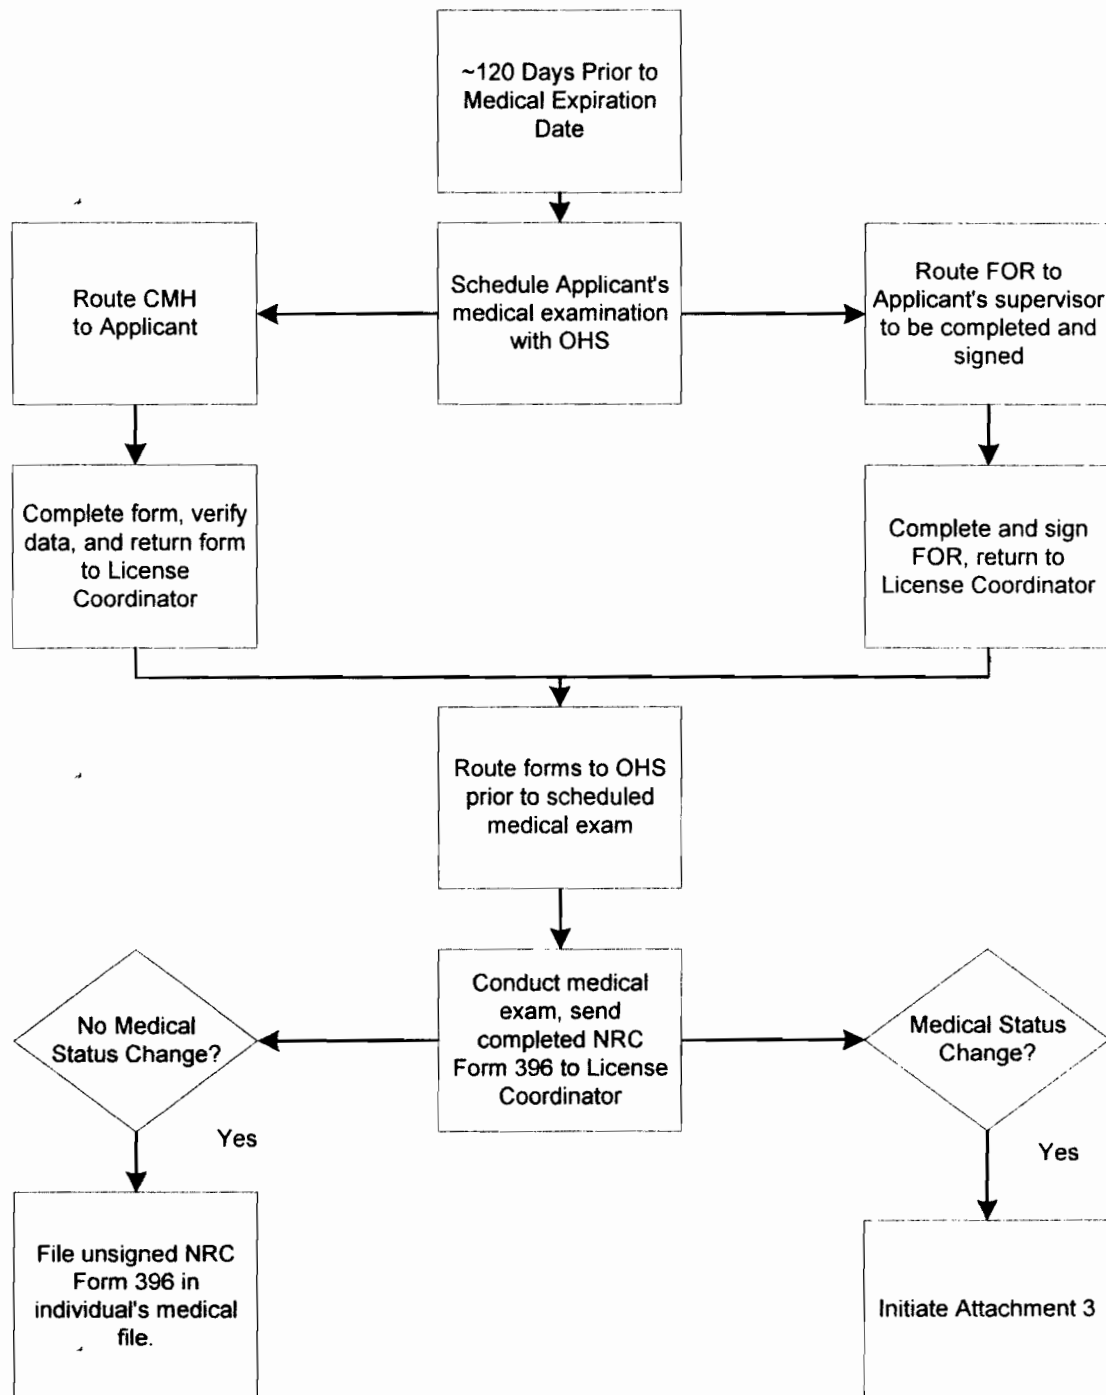 ~120 Days Prior to
Medical Expiration
Date
Route CMH
to Applicant
Schedule Applicant's
medical examination
with OHS
Route FOR to
Applicant's supervisor
to be completed and
signed
Complete form, verify
data, and return form
to License
Coordinator
Complete and sign
FOR, return to
License Coordinator
Route forms to OHS
prior to scheduled
medical exam
No Medical
Status Change?
Conduct medical
exam, send
completed NRC
Form 396 to License
Coordinator
Medical Status
Change?
Yes
Yes
File unsigned NRC
Form 396 in
individual's medical
file.
Initiate Attachment 3